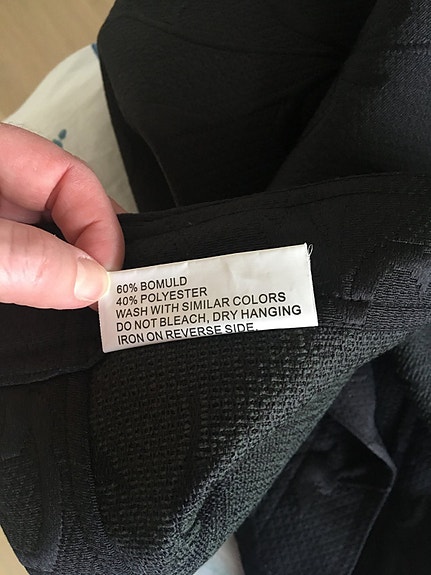 60% BOMULD
40% POLYESTER
WASH WITH SIMILAR COLORS
DO NOT BLEACH, DRY HANGING
IRON ON REVERSE SIDE.